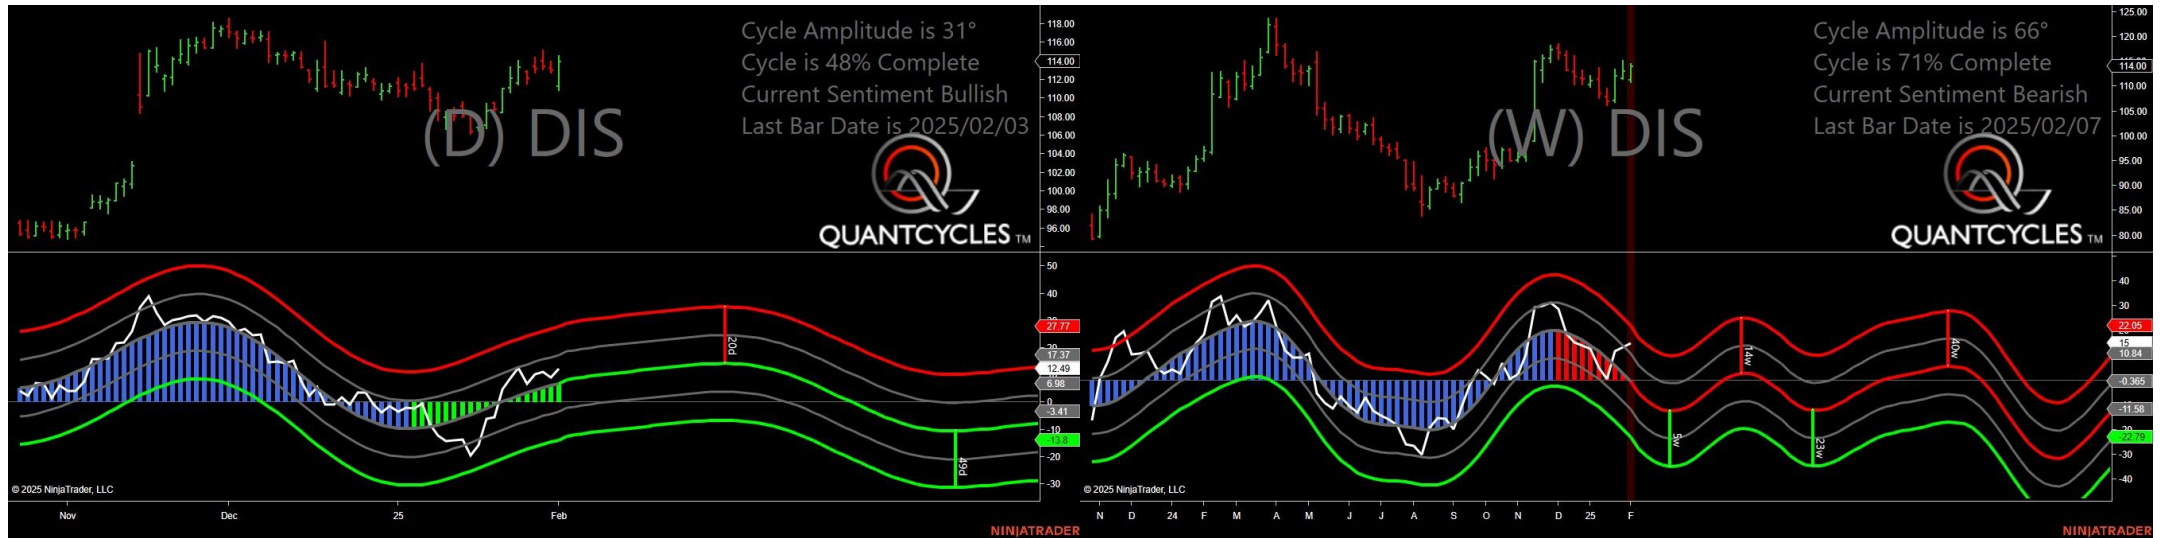 Cycle Amplitude is 31°
Cycle is 48% Complete
Current Sentiment Bullish
Last Bar Date is 2025/02/03
(D) DIS
QUANTCYCLES TM
118.00
116.00
114.00
112.00
110.00
108.00
106.00
104.00
102.00
100.00
98.00
96.00
50
40
27.77
17.37
12.49
6.98
0
-3.41
-10
-13.8
-20
-30
20d
49d
© 2025 NinjaTrader, LLC
Nov
Dec
25
Feb
NINJATRADER
Cycle Amplitude is 66°
Cycle is 71% Complete
Current Sentiment Bearish
Last Bar Date is 2025/02/07
(W) DIS
QUANTCYCLES TM
125.00
120.00
114.00
110.00
105.00
100.00
95.00
90.00
85.00
80.00
40
30
22.05
15
10.84
-0.365
-11.58
-22.79
-30
-40
5w
14w
23w
40w
© 2025 NinjaTrader, LLC
N D 24 F M A M J J A S O N D 25 F
NINJATRADER